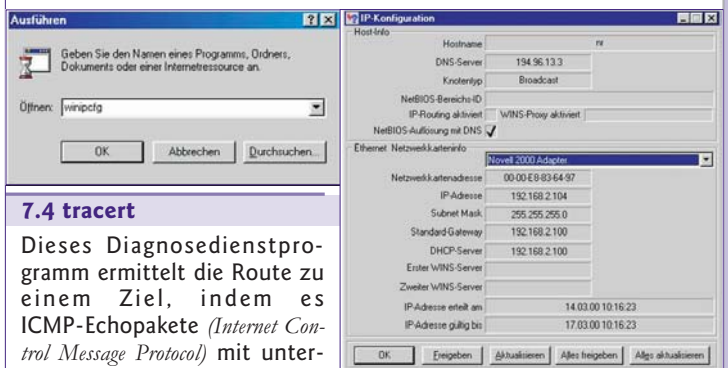 Ausführen
Geben Sie den Namen eines Programms, Ordners,
Dokuments oder einer Internetressource an.
Öffnen: winipcfg
OK Abbrechen Durchsuchen...
7.4 tracert
Dieses Diagnosedienstpro-
gramm ermittelt die Route zu
einem Ziel, indem es
ICMP-Echopakete (Internet Con-
trol Message Protocol) mit unter-
IP-Konfiguration
Host-Info
Hostname nr
DNS-Server 194.96.13.3
Knotentyp Broadcast
NetBIOS-Bereichs-ID
IP-Routing aktiviert WINS-Proxy aktiviert
NetBIOS-Auflösung mit DNS
Ethernet Netzwerkkarteninfo
Novell 2000 Adapter.
Netzwerkkartenadresse 00-00-E8-83-64-97
IP-Adresse 192.168.2.104
Subnet Mask 255.255.255.0
Standard-Gateway 192.168.2.100
DHCP-Server 192.168.2.100
Erster WINS-Server
Zweiter WINS-Server
IP-Adresse erteilt am 14.03.00 10:16:23
IP-Adresse gültig bis 17.03.00 10:16:23
OK Freigeben Aktualisieren Alles freigeben Alles aktualisieren